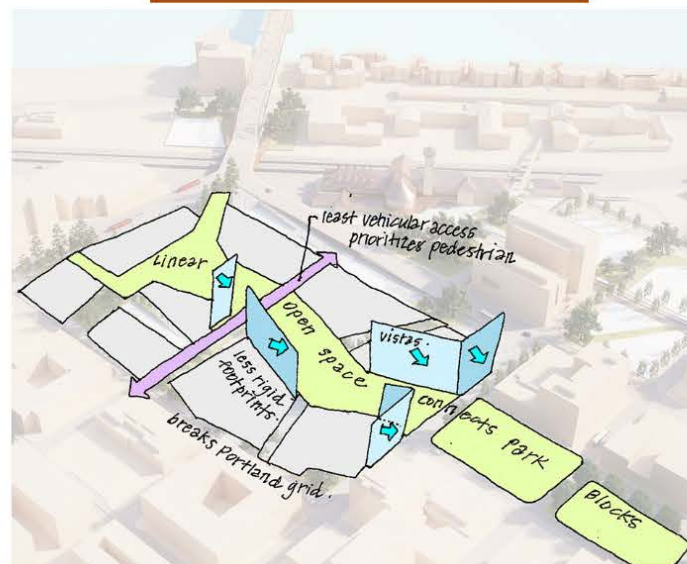 least vehicular access
prioritizes pedestrian
Linear
open space
connects park
Blocks
vistas.
less rigid
footprints.
breaks Portland grid.